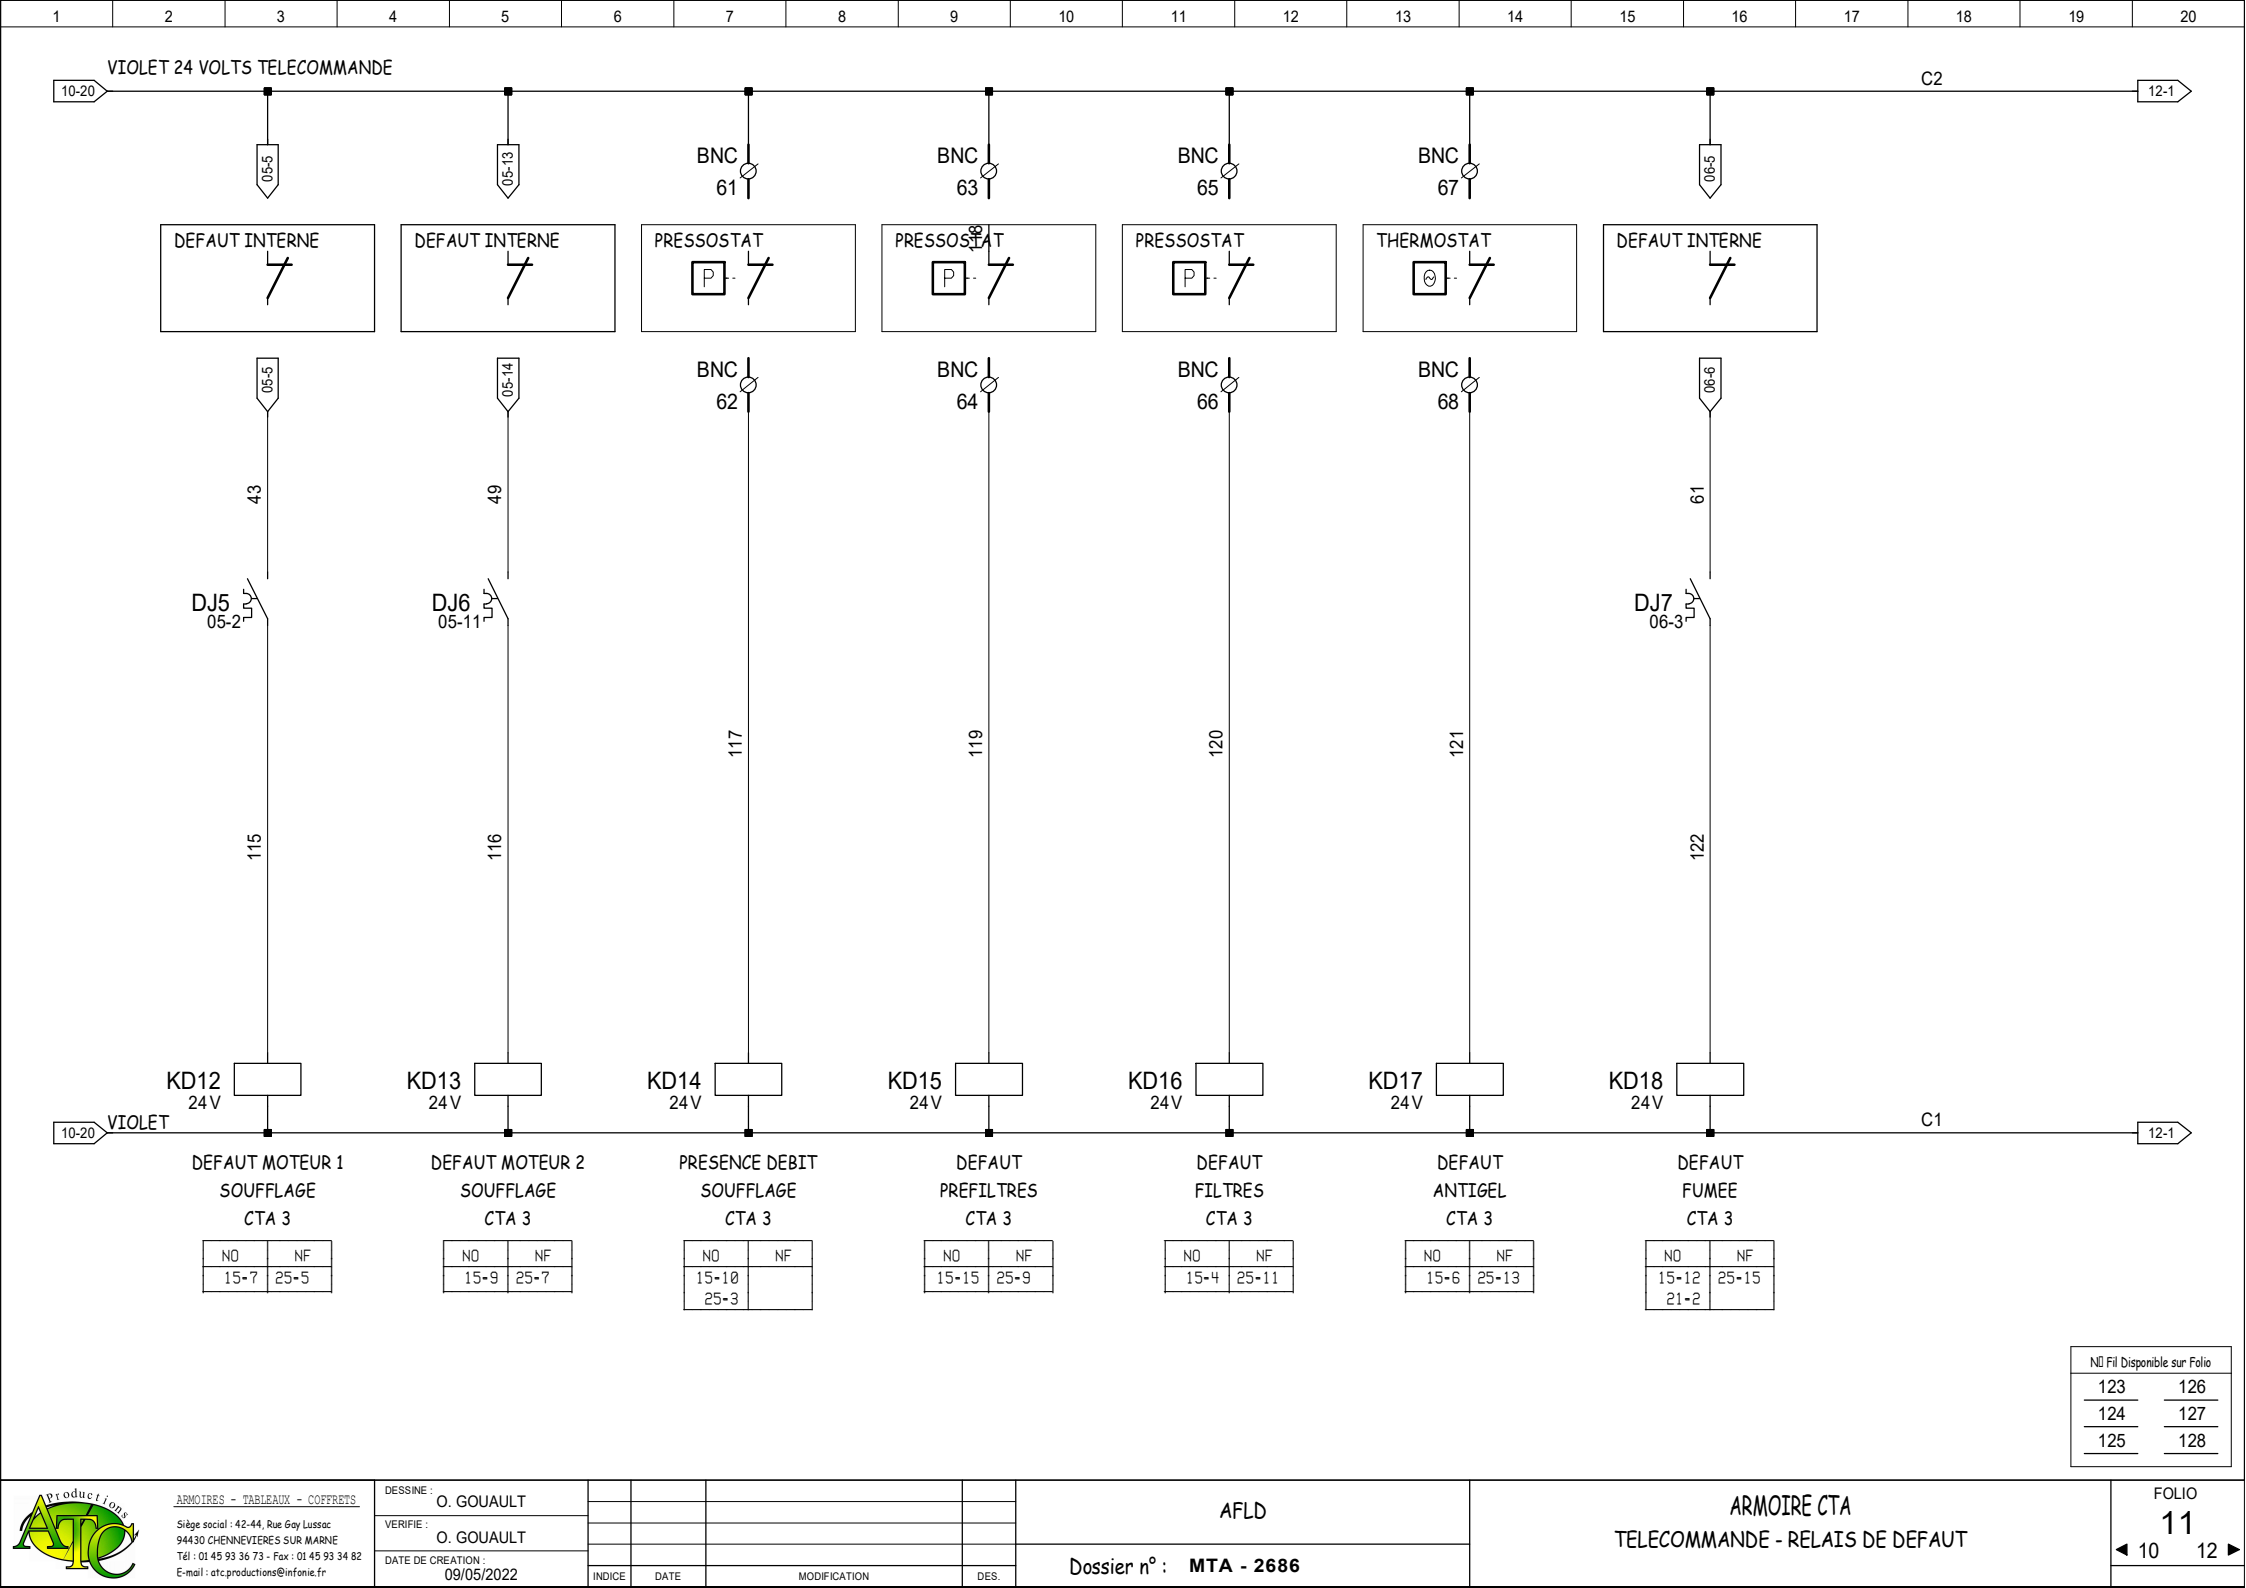 1 2 3 4 5 6 7 8 9 10 11 12 13 14 15 16 17 18 19 20
VIOLET 24 VOLTS TELECOMMANDE
10-20 C2 12-1
05-5 05-13 BNC 61 BNC 63 BNC 65 BNC 67 06-5
DEFAUT INTERNE DEFAUT INTERNE PRESSOSTAT PRESSOSTAT PRESSOSTAT THERMOSTAT DEFAUT INTERNE
118
P P P
05-5 05-14 BNC 62 BNC 64 BNC 66 BNC 68 06-6
43 49 61
DJ5 DJ6 DJ7
05-2 05-11 06-3
117 119 120 121
115 116 122
KD12 KD13 KD14 KD15 KD16 KD17 KD18
24V 24V 24V 24V 24V 24V 24V
10-20 VIOLET C1 12-1
DEFAUT MOTEUR 1 DEFAUT MOTEUR 2 PRESENCE DEBIT DEFAUT DEFAUT DEFAUT DEFAUT
SOUFFLAGE SOUFFLAGE SOUFFLAGE PREFILTRES FILTRES ANTIGEL FUMEE
CTA 3 CTA 3 CTA 3 CTA 3 CTA 3 CTA 3 CTA 3
NO NF NO NF NO NF NO NF NO NF NO NF NO NF
15-7 25-5 15-9 25-7 15-10 15-15 25-9 15-4 25-11 15-6 25-13 15-12 25-15
25-3 21-2
Fil Disponible sur Folio
123 126
124 127
125 128
Productions
ATC
ARMOIRES - TABLEAUX - COFFRETS
Siège social : 42-44, Rue Gay Lussac
94430 CHENNEVIERES SUR MARNE
Tél : 01 45 93 36 73 - Fax : 01 45 93 34 82
E-mail : atc.productions@infonie.fr
DESSINE :
O. GOUAULT
VERIFIE :
O. GOUAULT
DATE DE CREATION :
09/05/2022
INDICE DATE MODIFICATION DES.
AFLD
Dossier n° : MTA - 2686
ARMOIRE CTA
TELECOMMANDE - RELAIS DE DEFAUT
FOLIO
11
◄ 10 12 ►